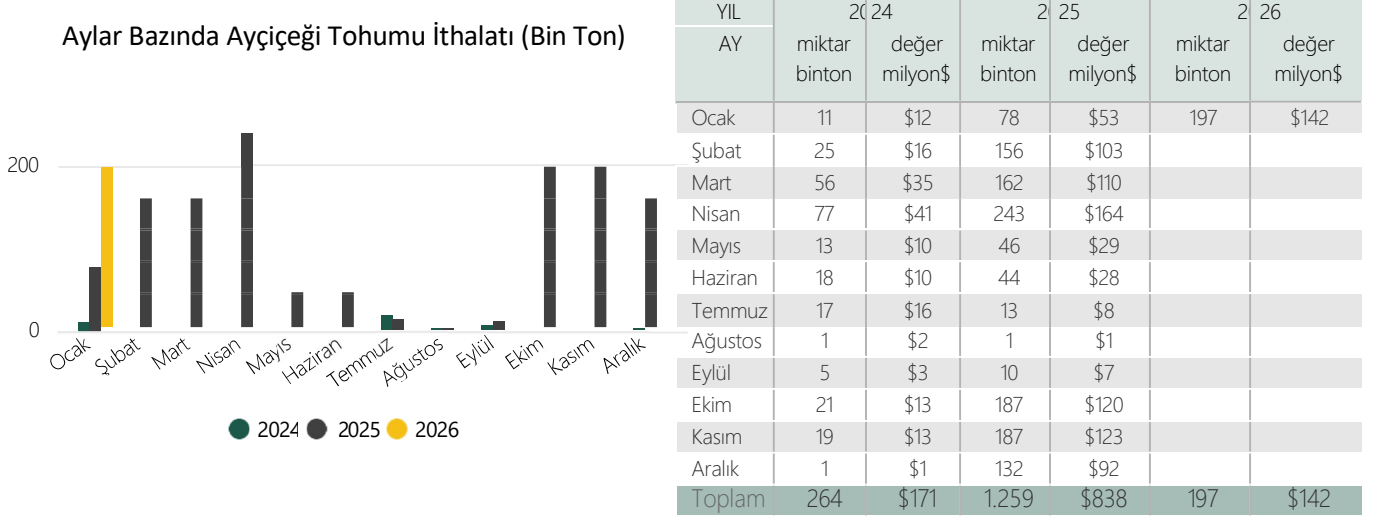 Aylar Bazında Ayçiçeği Tohumu İthalatı (Bin Ton)
200
0
Ocak Şubat Mart Nisan Mayıs Haziran Temmuz Ağustos Eylül Ekim Kasım Aralık
2024 2025 2026
YIL 2024 2025 2026
AY miktar değer miktar değer miktar değer
binton milyon$ binton milyon$ binton milyon$
Ocak 11 $12 78 $53 197 $142
Şubat 25 $16 156 $103
Mart 56 $35 162 $110
Nisan 77 $41 243 $164
Mayıs 13 $10 46 $29
Haziran 18 $10 44 $28
Temmuz 17 $16 13 $8
Ağustos 1 $2 1 $1
Eylül 5 $3 10 $7
Ekim 21 $13 187 $120
Kasım 19 $13 187 $123
Aralık 1 $1 132 $92
Toplam 264 $171 1.259 $838 197 $142